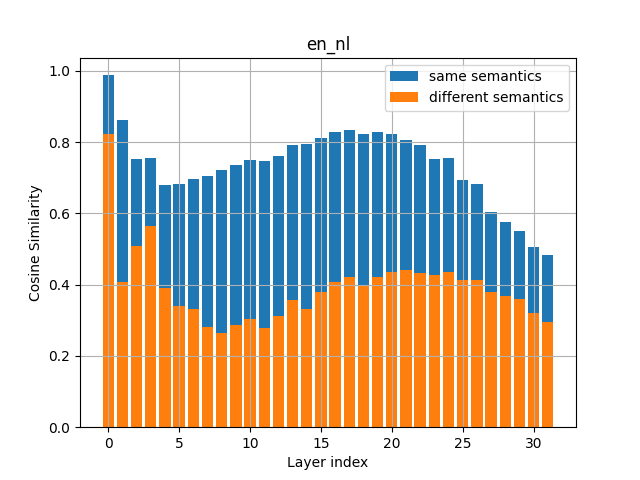 en_nl
same semantics
different semantics
Cosine Similarity
1.0
0.8
0.6
0.4
0.2
0.0
0 5 10 15 20 25 30
Layer index